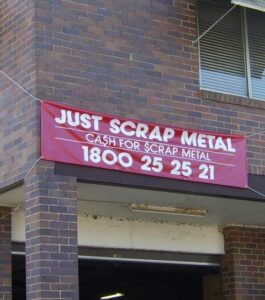 JUST SCRAP METAL
CA$H FOR $CRAP METAL
1800 25 25 21